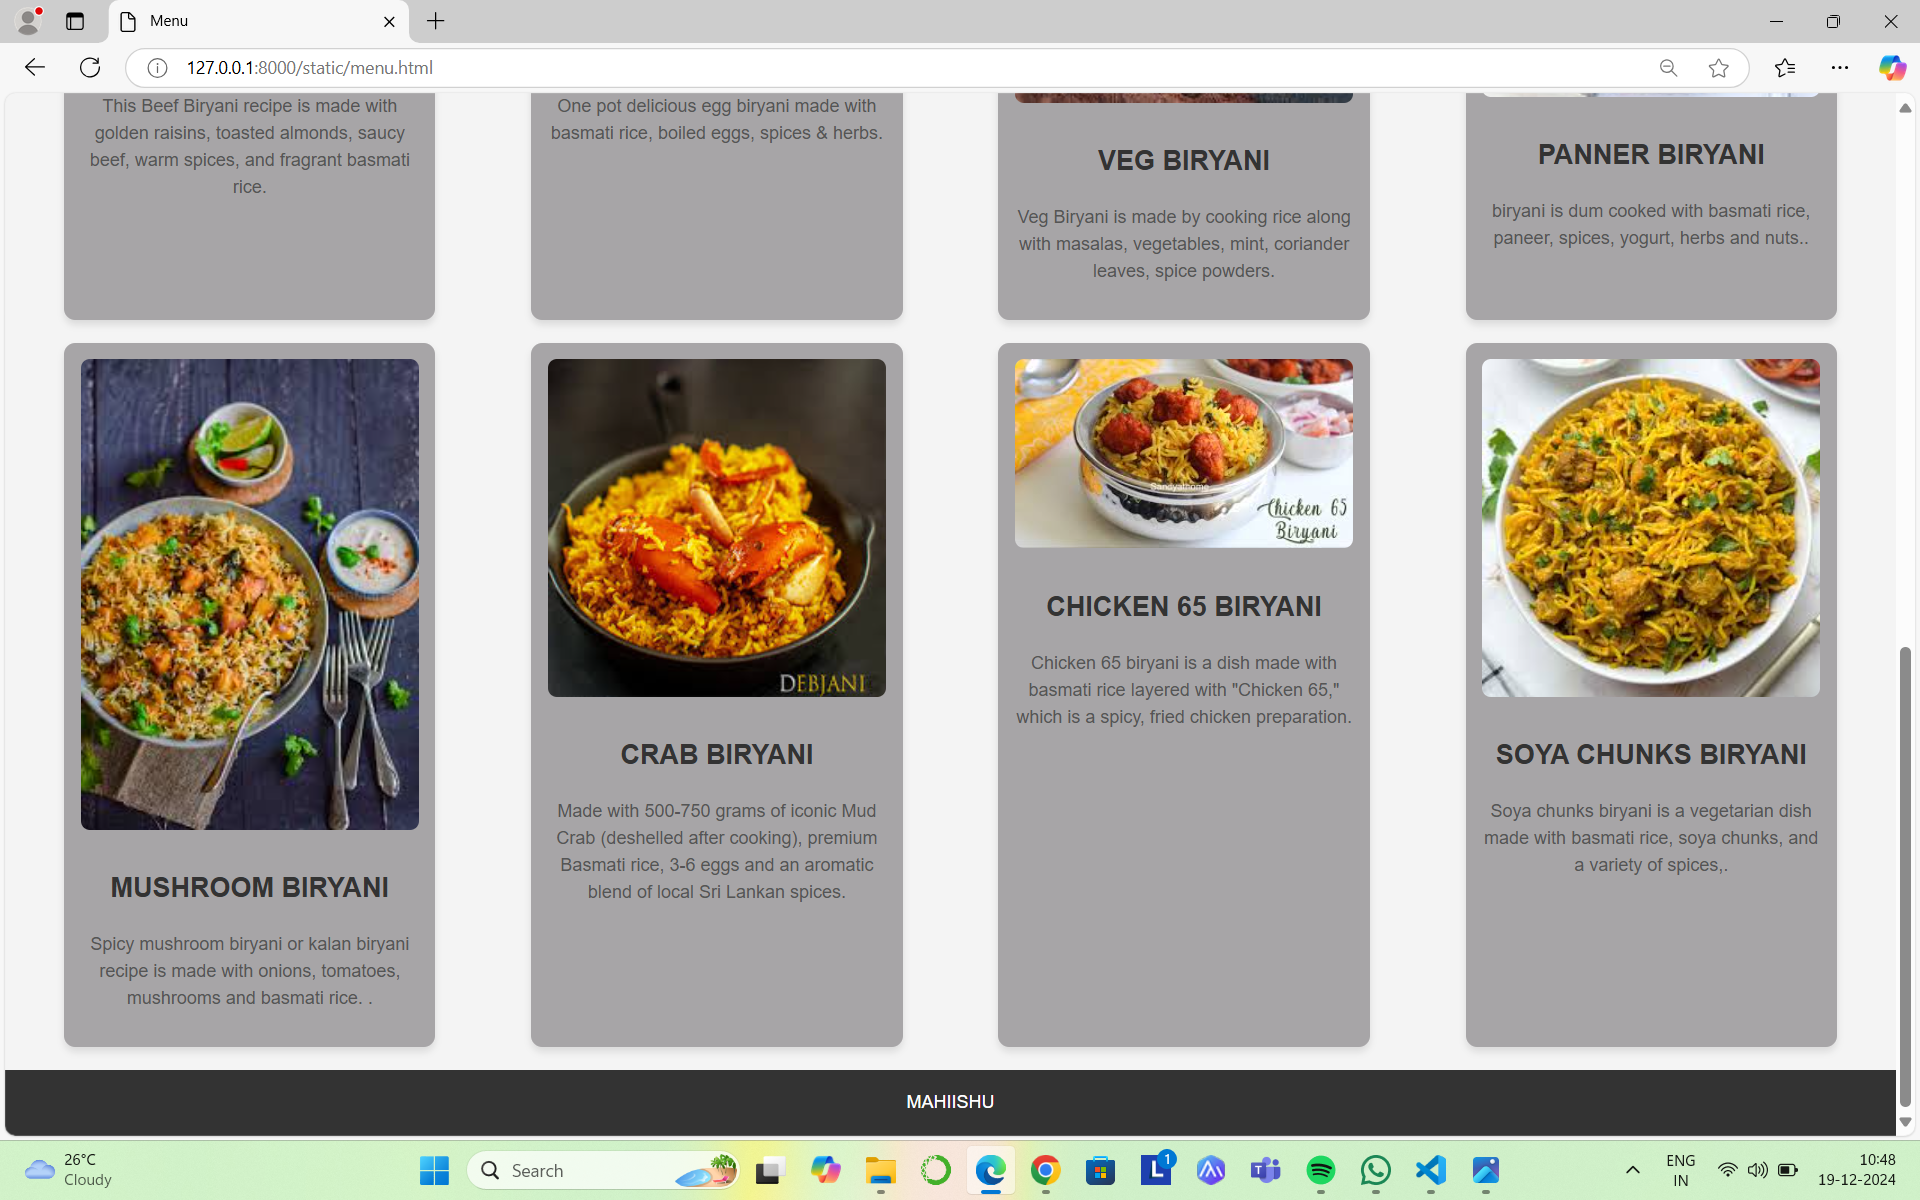 Menu
127.0.0.1:8000/static/menu.html
This Beef Biryani recipe is made with
golden raisins, toasted almonds, saucy
beef, warm spices, and fragrant basmati
rice.
One pot delicious egg biryani made with
basmati rice, boiled eggs, spices & herbs.
VEG BIRYANI
Veg Biryani is made by cooking rice along
with masalas, vegetables, mint, coriander
leaves, spice powders.
PANNER BIRYANI
biryani is dum cooked with basmati rice,
paneer, spices, yogurt, herbs and nuts..
MUSHROOM BIRYANI
Spicy mushroom biryani or kalan biryani
recipe is made with onions, tomatoes,
mushrooms and basmati rice. .
DEBJANI
CRAB BIRYANI
Made with 500-750 grams of iconic Mud
Crab (deshelled after cooking), premium
Basmati rice, 3-6 eggs and an aromatic
blend of local Sri Lankan spices.
Sandyathome
Chicken 65
Biryani
CHICKEN 65 BIRYANI
Chicken 65 biryani is a dish made with
basmati rice layered with "Chicken 65,"
which is a spicy, fried chicken preparation.
SOYA CHUNKS BIRYANI
Soya chunks biryani is a vegetarian dish
made with basmati rice, soya chunks, and
a variety of spices,.
MAHIISHU
26°C
Cloudy
Search
L
1
ENG
IN
10:48
19-12-2024